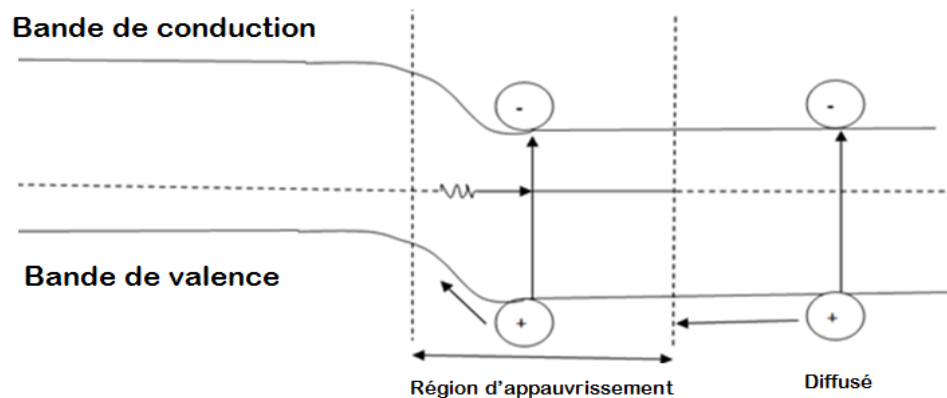 Bande de conduction
-
-
Bande de valence
+
+
Région d'appauvrissement
Diffusé